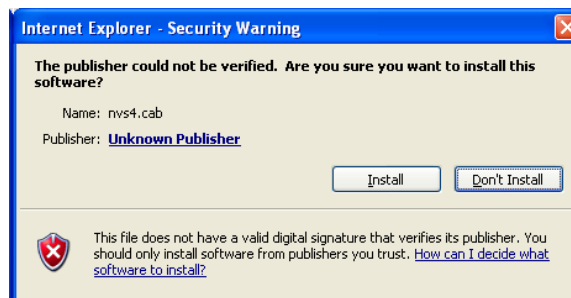 Internet Explorer - Security Warning
The publisher could not be verified. Are you sure you want to install this
software?
Name: nvs4.cab
Publisher: Unknown Publisher
Install
Don't Install
This file does not have a valid digital signature that verifies its publisher. You
should only install software from publishers you trust. How can I decide what
software to install?